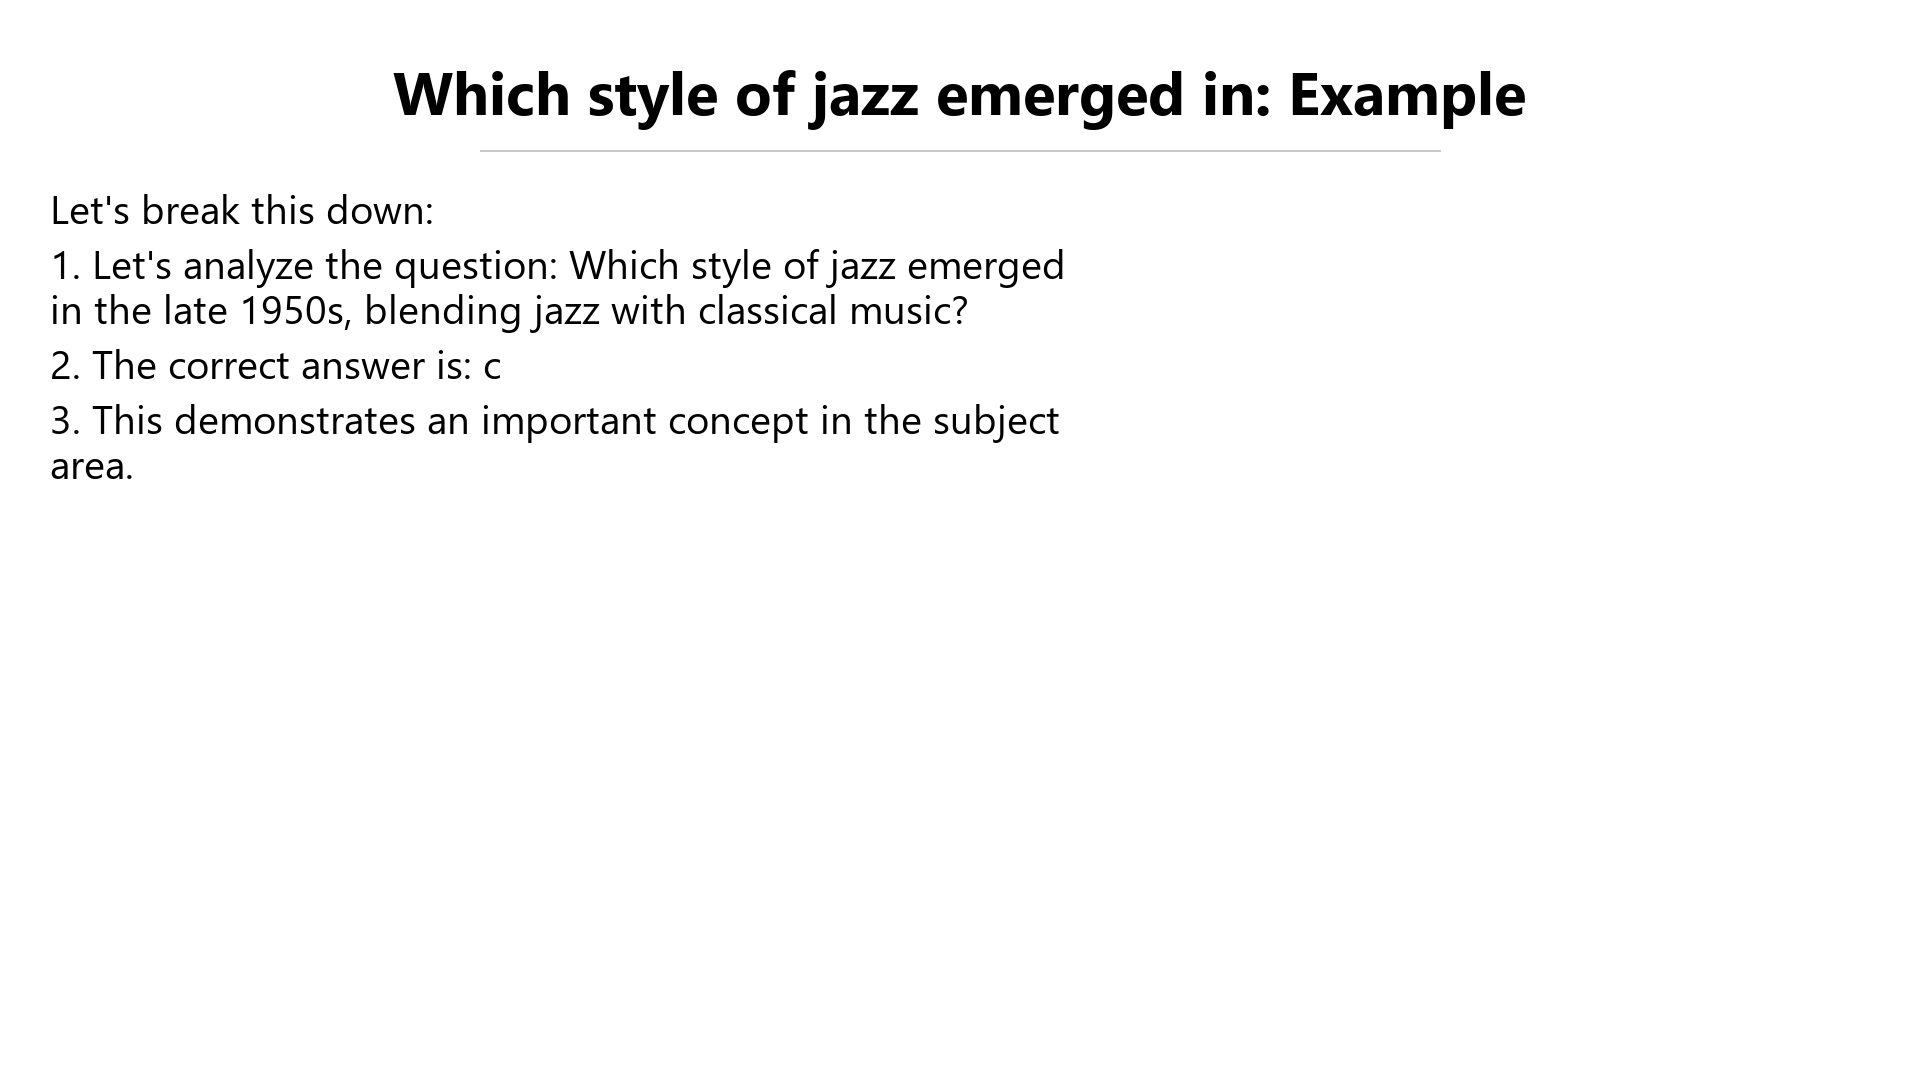 Which style of jazz emerged in: Example
Let's break this down:
1. Let's analyze the question: Which style of jazz emerged
in the late 1950s, blending jazz with classical music?
2. The correct answer is: c
3. This demonstrates an important concept in the subject
area.